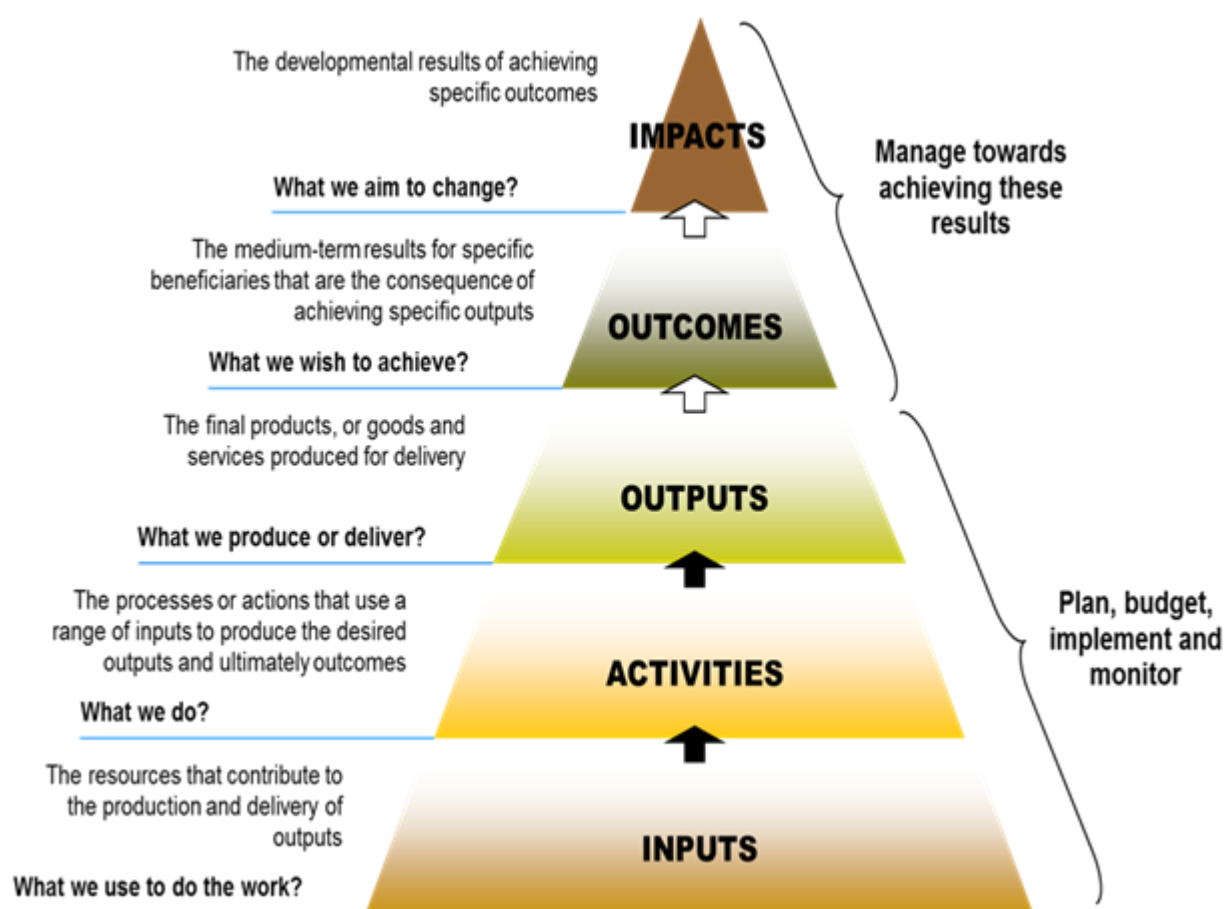 The developmental results of achieving
specific outcomes
IMPACTS
What we aim to change?
Manage towards
achieving these
results
The medium-term results for specific
beneficiaries that are the consequence of
achieving specific outputs
OUTCOMES
What we wish to achieve?
The final products, or goods and
services produced for delivery
OUTPUTS
What we produce or deliver?
The processes or actions that use a
range of inputs to produce the desired
outputs and ultimately outcomes
ACTIVITIES
What we do?
Plan, budget,
implement and
monitor
The resources that contribute to
the production and delivery of
outputs
INPUTS
What we use to do the work?